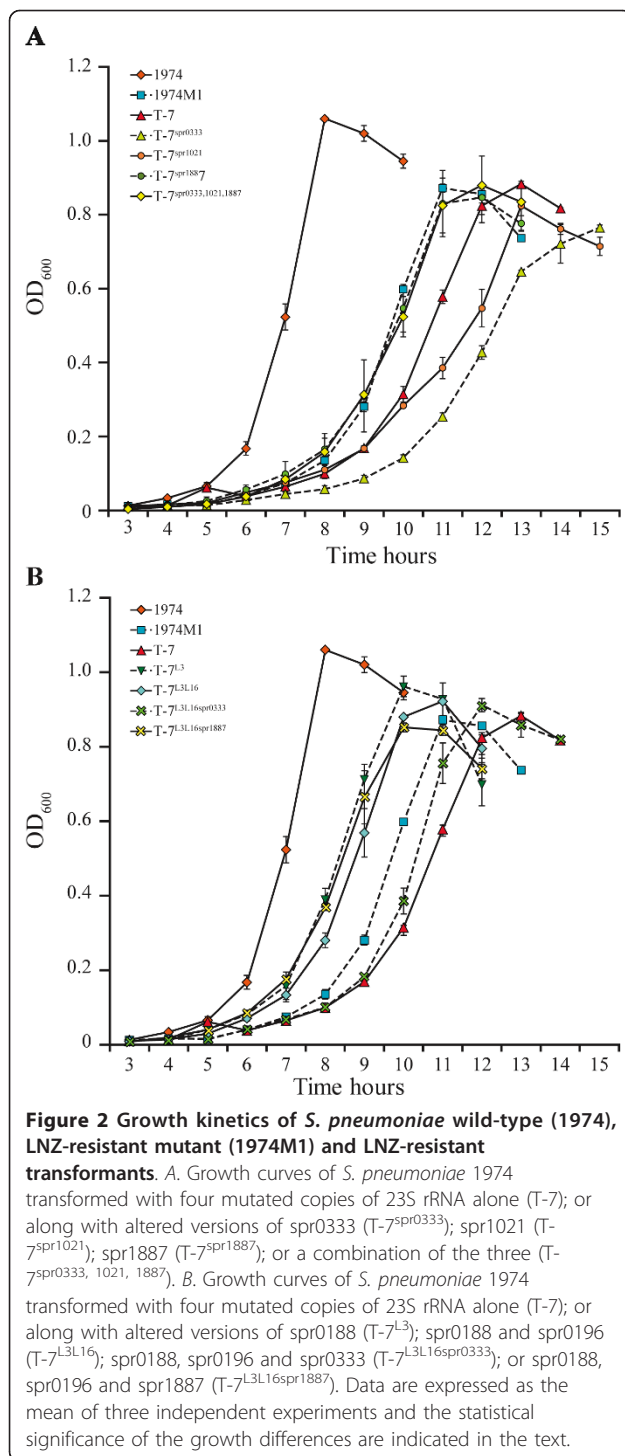 A
1.2
1.0
0.8
0.6
0.4
0.2
0
OD600
1974
1974M1
T-7
T-7spr0333
T-7spr1021
T-7spr1887
T-7spr0333,1021,1887
3 4 5 6 7 8 9 10 11 12 13 14 15
Time hours
B
1.2
1.0
0.8
0.6
0.4
0.2
0
OD600
1974
1974M1
T-7
T-7L3
T-7L3L16
T-7L3L16spr0333
T-7L3L16spr1887
3 4 5 6 7 8 9 10 11 12 13 14 15
Time hours
Figure 2 Growth kinetics of S. pneumoniae wild-type (1974),
LNZ-resistant mutant (1974M1) and LNZ-resistant
transformants. A. Growth curves of S. pneumoniae 1974
transformed with four mutated copies of 23S rRNA alone (T-7); or
along with altered versions of spr0333 (T-7spr0333); spr1021 (T-
7spr1021); spr1887 (T-7spr1887); or a combination of the three (T-
7spr0333, 1021, 1887). B. Growth curves of S. pneumoniae 1974
transformed with four mutated copies of 23S rRNA alone (T-7); or
along with altered versions of spr0188 (T-7L3); spr0188 and spr0196
(T-7L3L16); spr0188, spr0196 and spr0333 (T-7L3L16spr0333); or spr0188,
spr0196 and spr1887 (T-7L3L16spr1887). Data are expressed as the
mean of three independent experiments and the statistical
significance of the growth differences are indicated in the text.